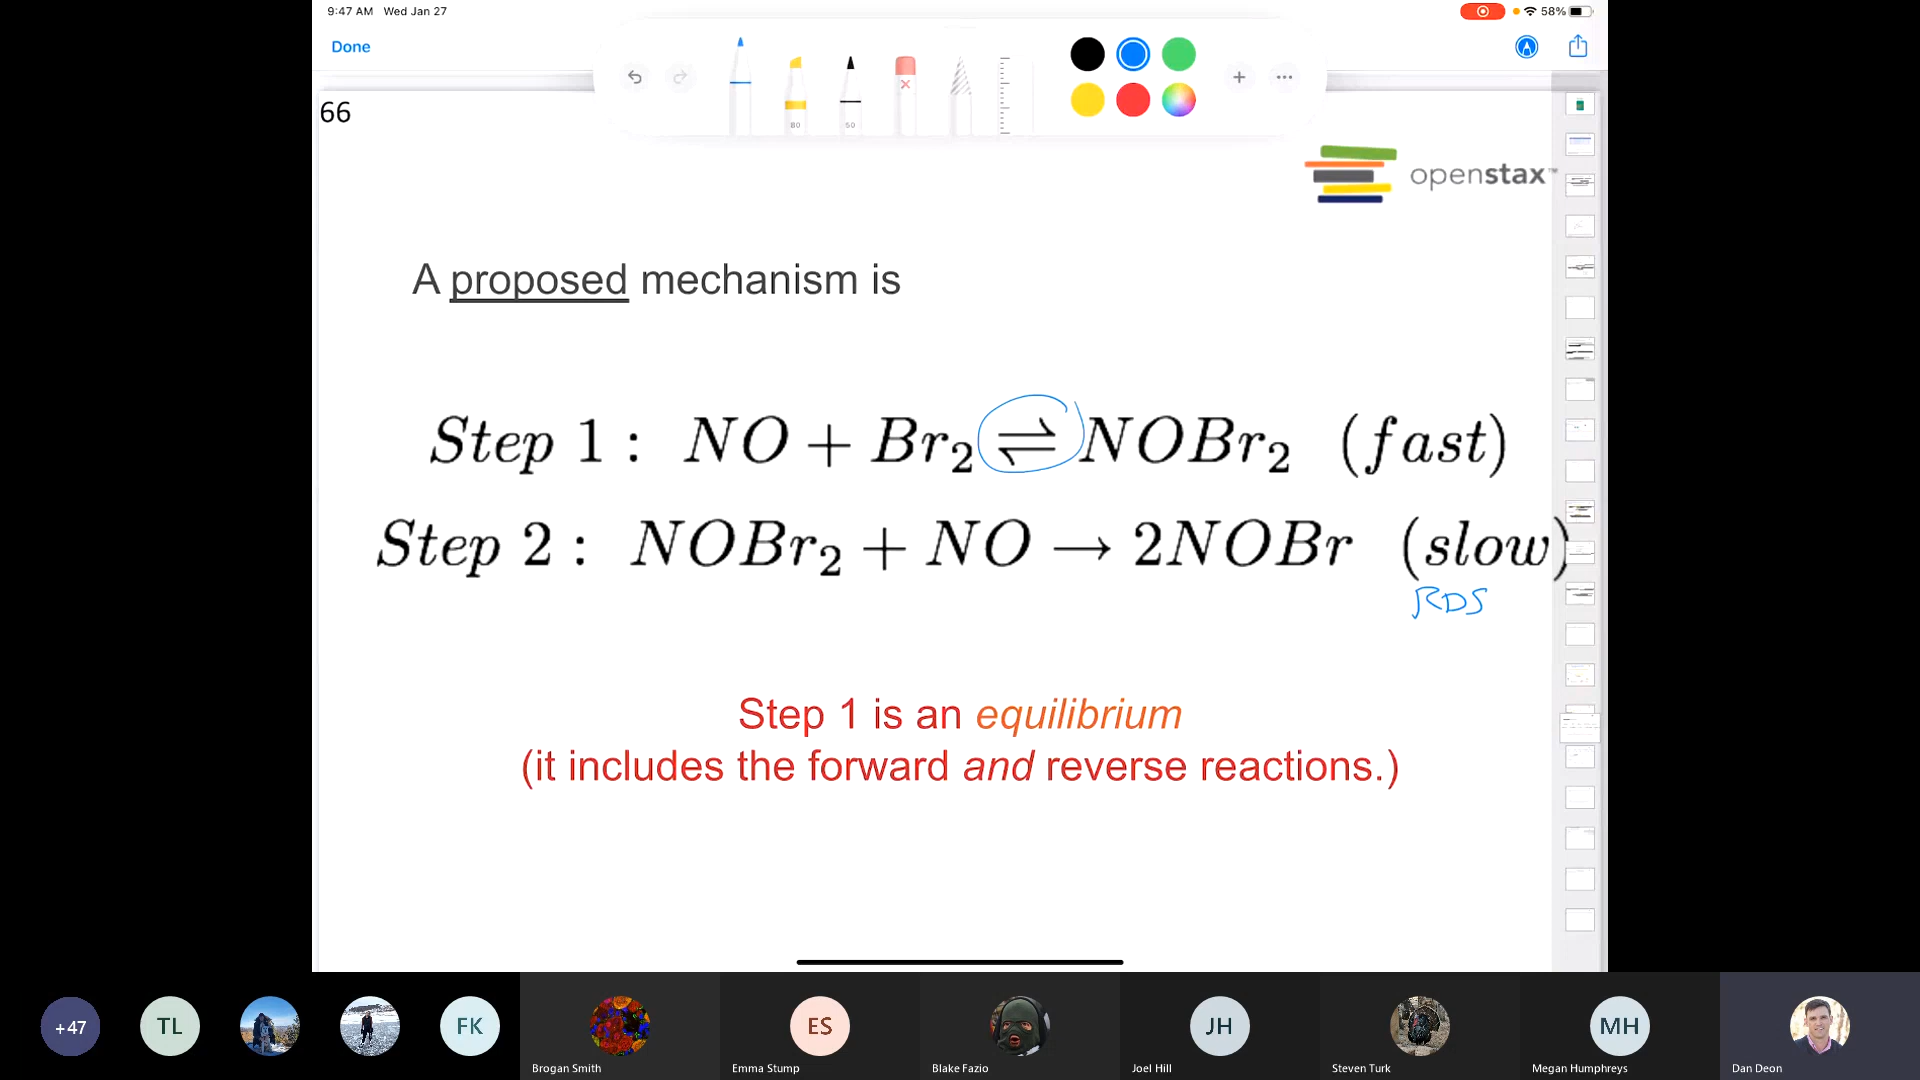 9:47 AM Wed Jan 27
58%
Done
80
50
66
openstax™
A proposed mechanism is
Step 1 : NO + Br₂ ⇌ NOBr₂ (fast)
Step 2 : NOBr₂ + NO → 2NOBr (slow)
RDS
Step 1 is an equilibrium
(it includes the forward and reverse reactions.)
+47
TL
FK
ES
JH
MH
Brogan Smith
Emma Stump
Blake Fazio
Joel Hill
Steven Turk
Megan Humphreys
Dan Deon